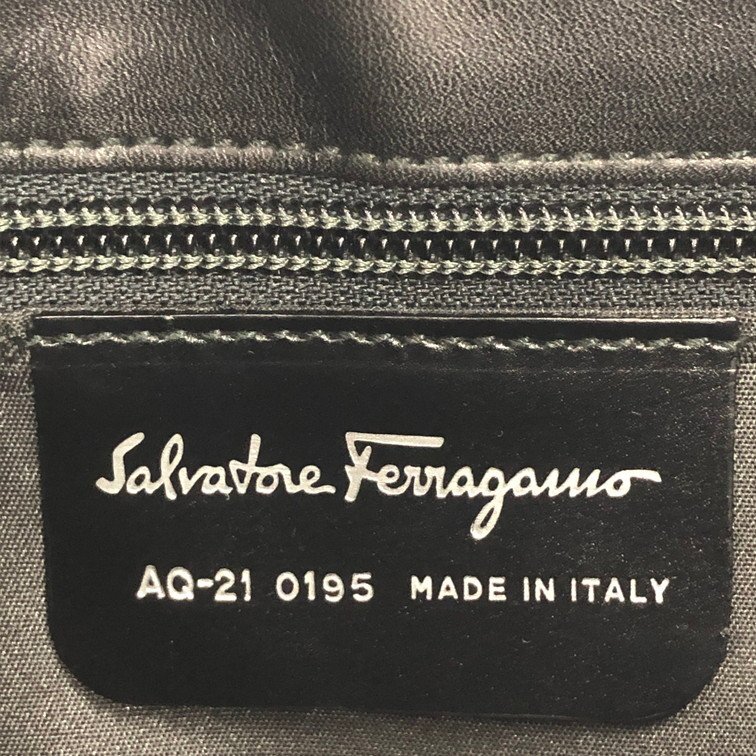 Salvatore Ferragamo
AQ-21 0195 MADE IN ITALY